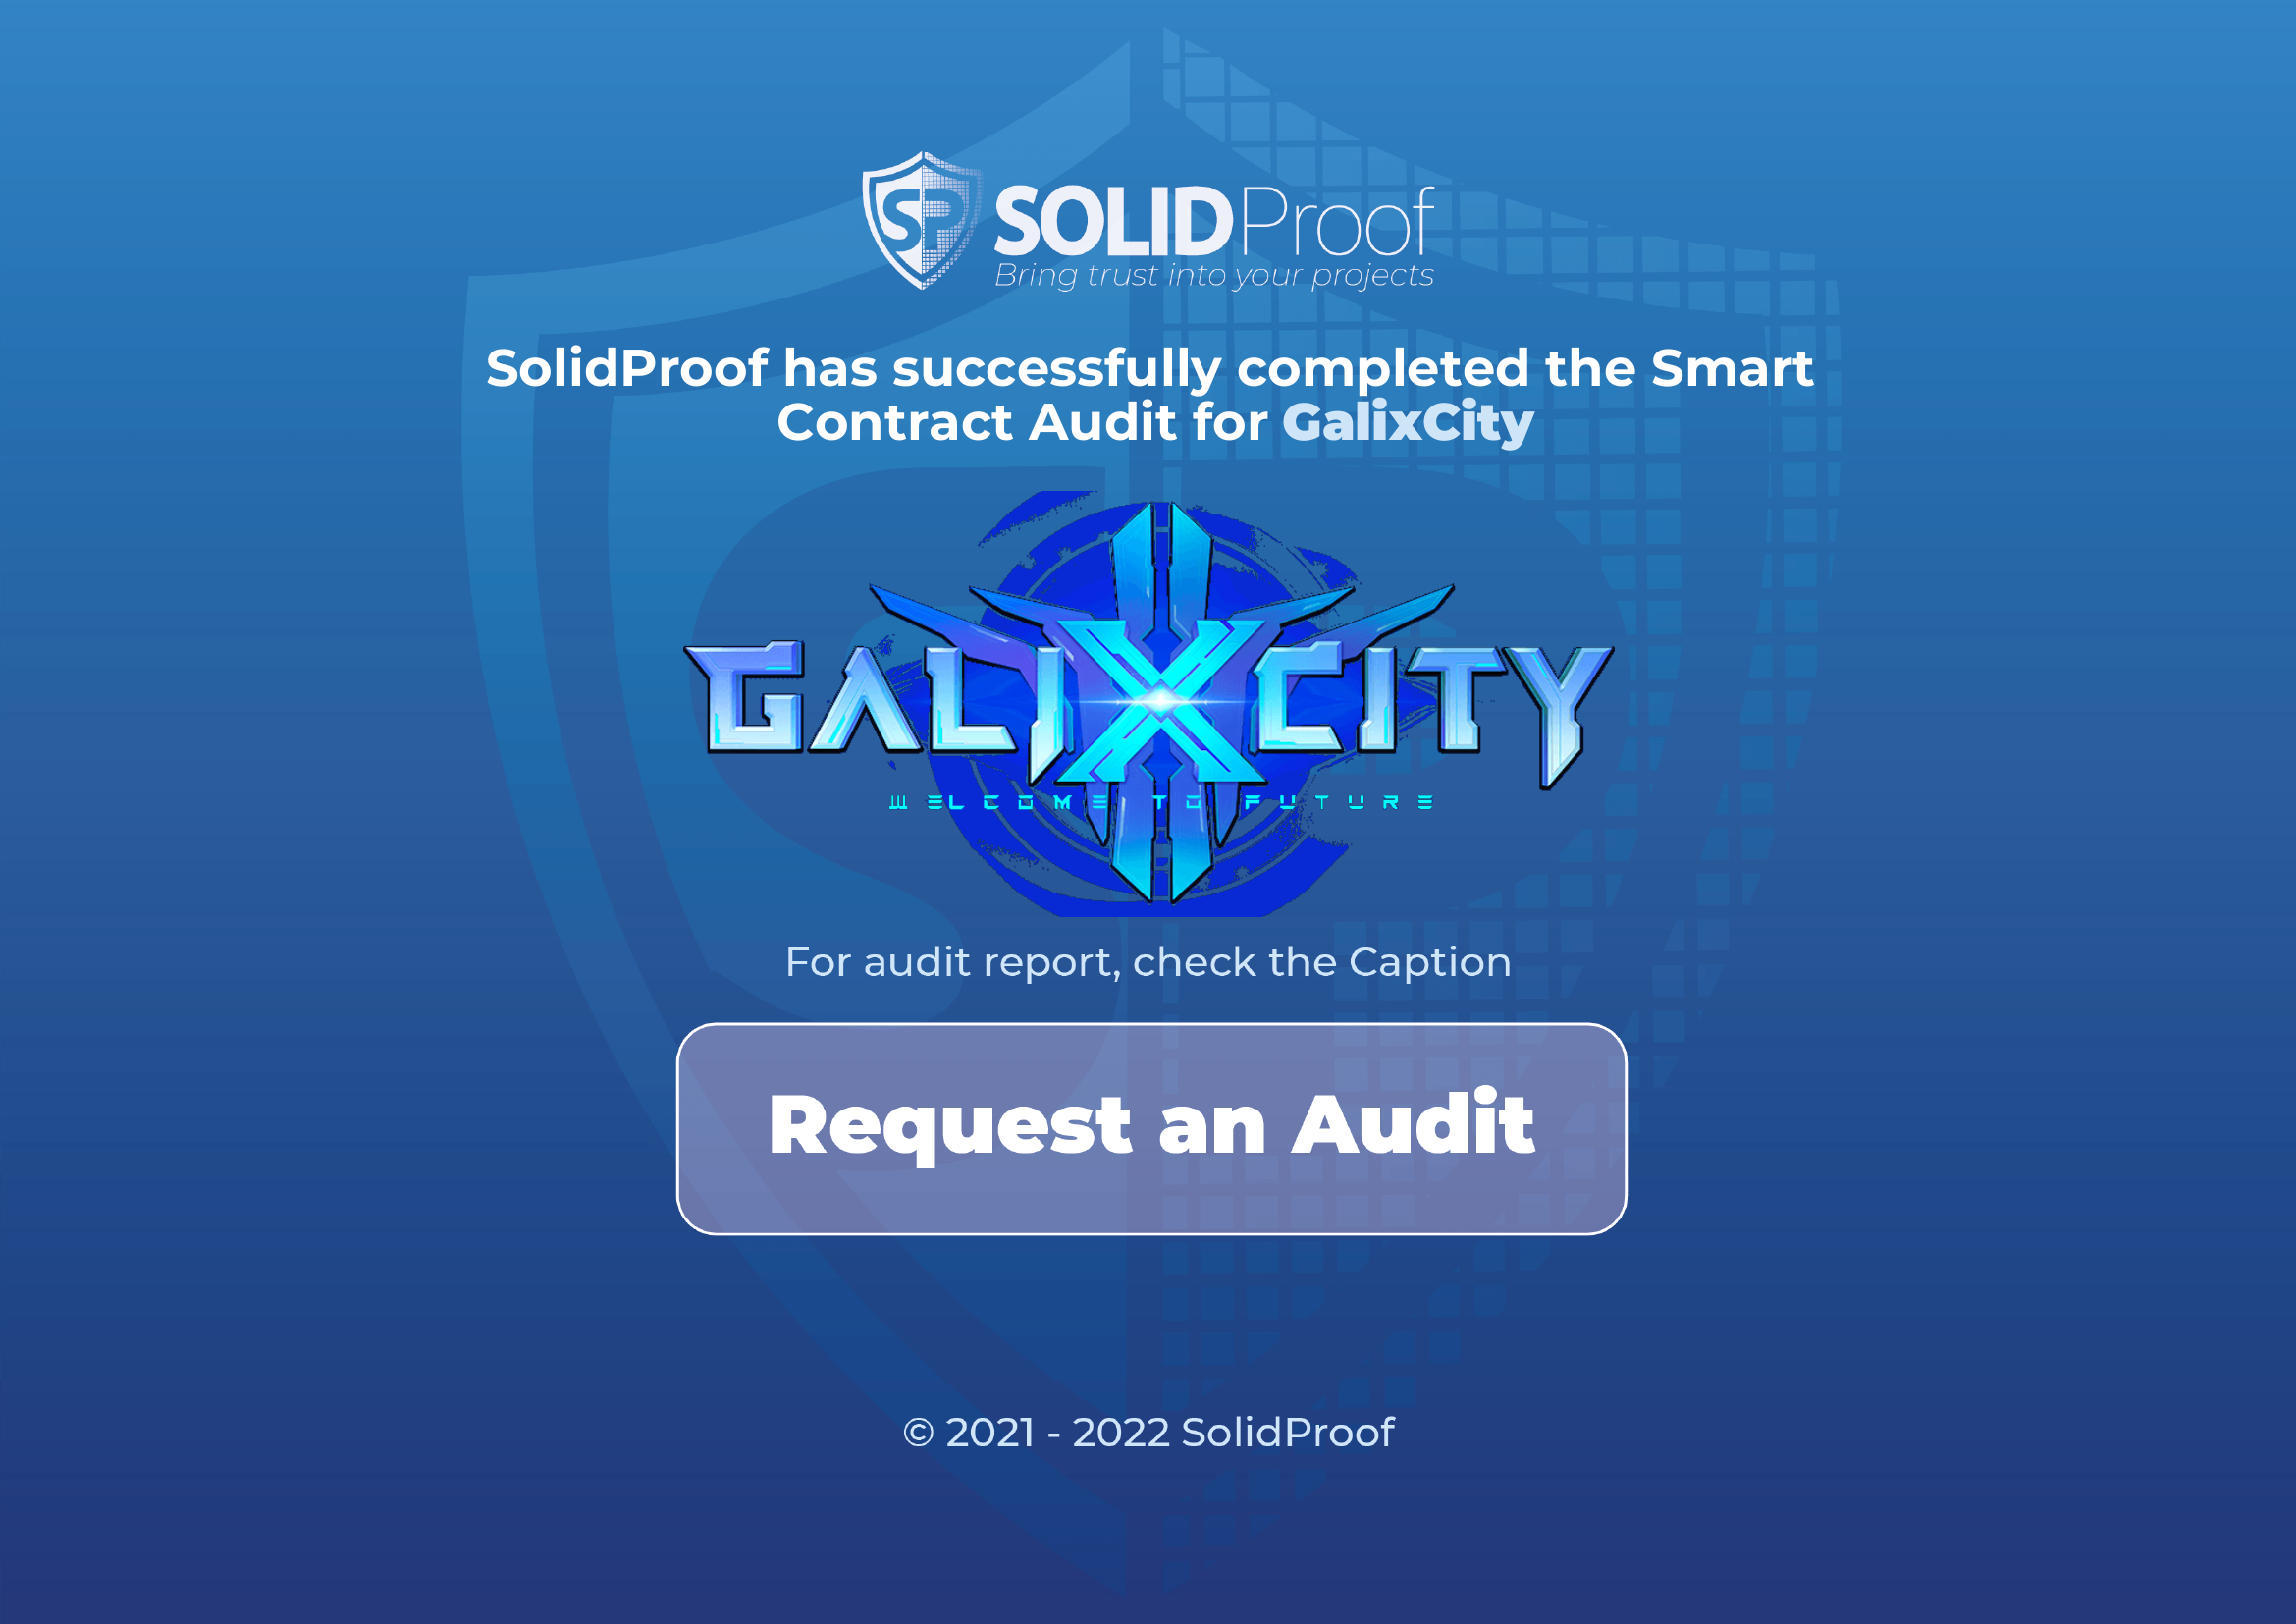 SP SOLIDProof
Bring trust into your projects
SolidProof has successfully completed the Smart
Contract Audit for GalixCity
GALIXCITY
WELCOME TO FUTURE
For audit report, check the Caption
Request an Audit
© 2021 - 2022 SolidProof